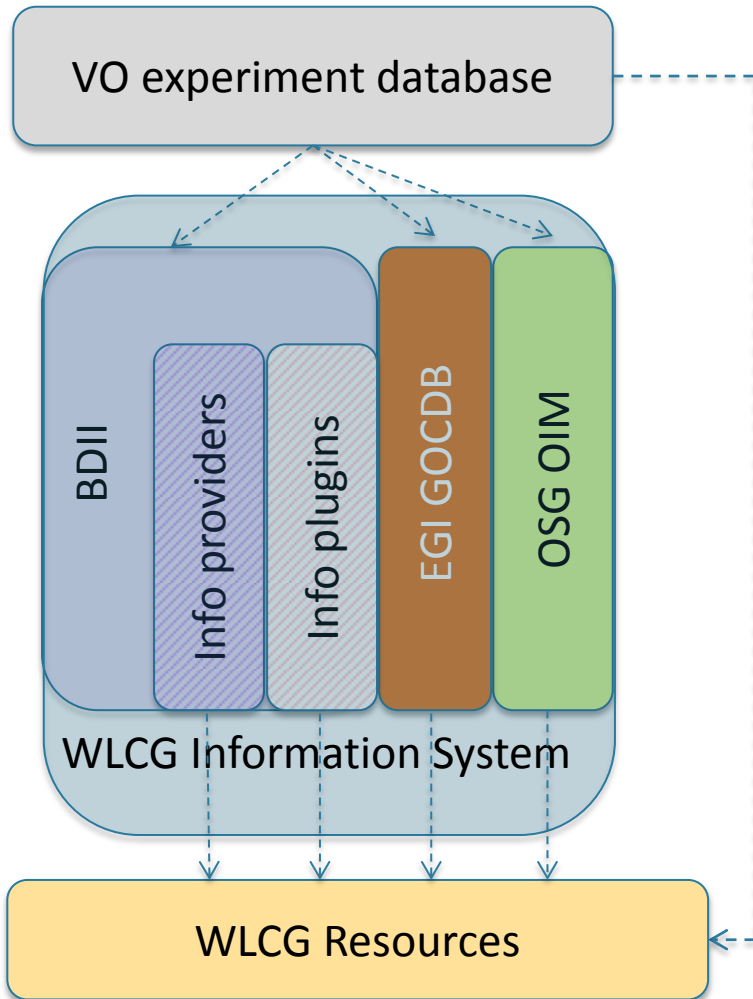 VO experiment database
BDII
Info providers
Info plugins
EGI GOCDB
OSG OIM
WLCG Information System
WLCG Resources